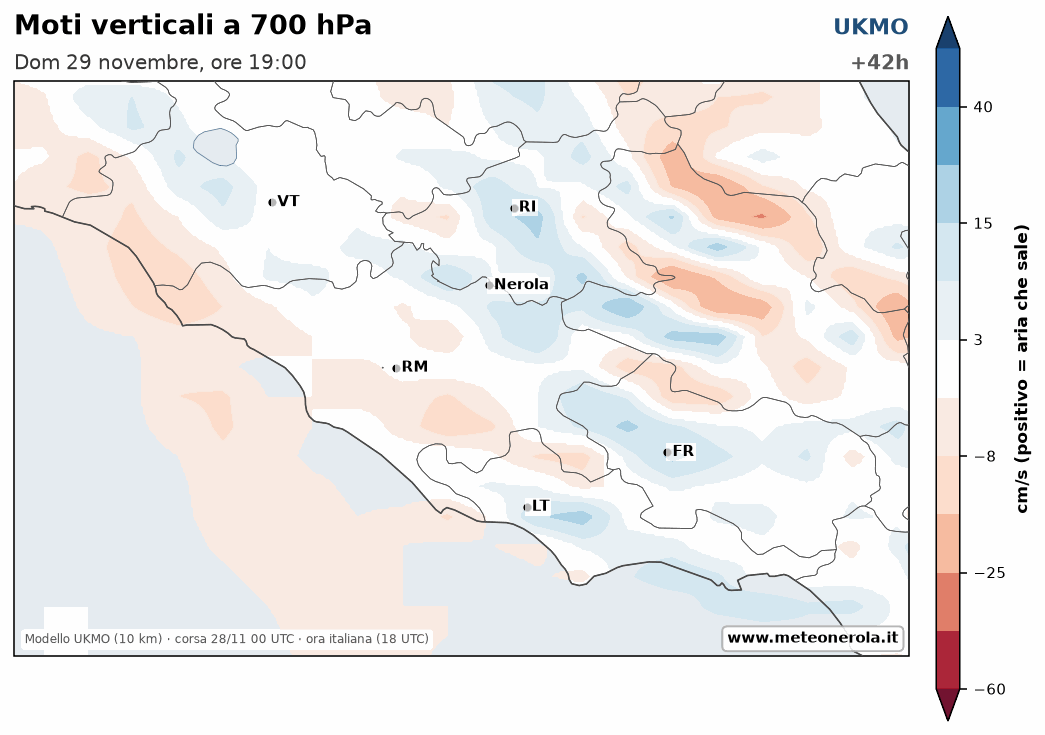 Moti verticali a 700 hPa
UKMO
Dom 29 novembre, ore 19:00
+42h
VT
RI
Nerola
RM
FR
LT
40
15
3
−8
−25
−60
cm/s (positivo = aria che sale)
Modello UKMO (10 km) · corsa 28/11 00 UTC · ora italiana (18 UTC)
www.meteonerola.it